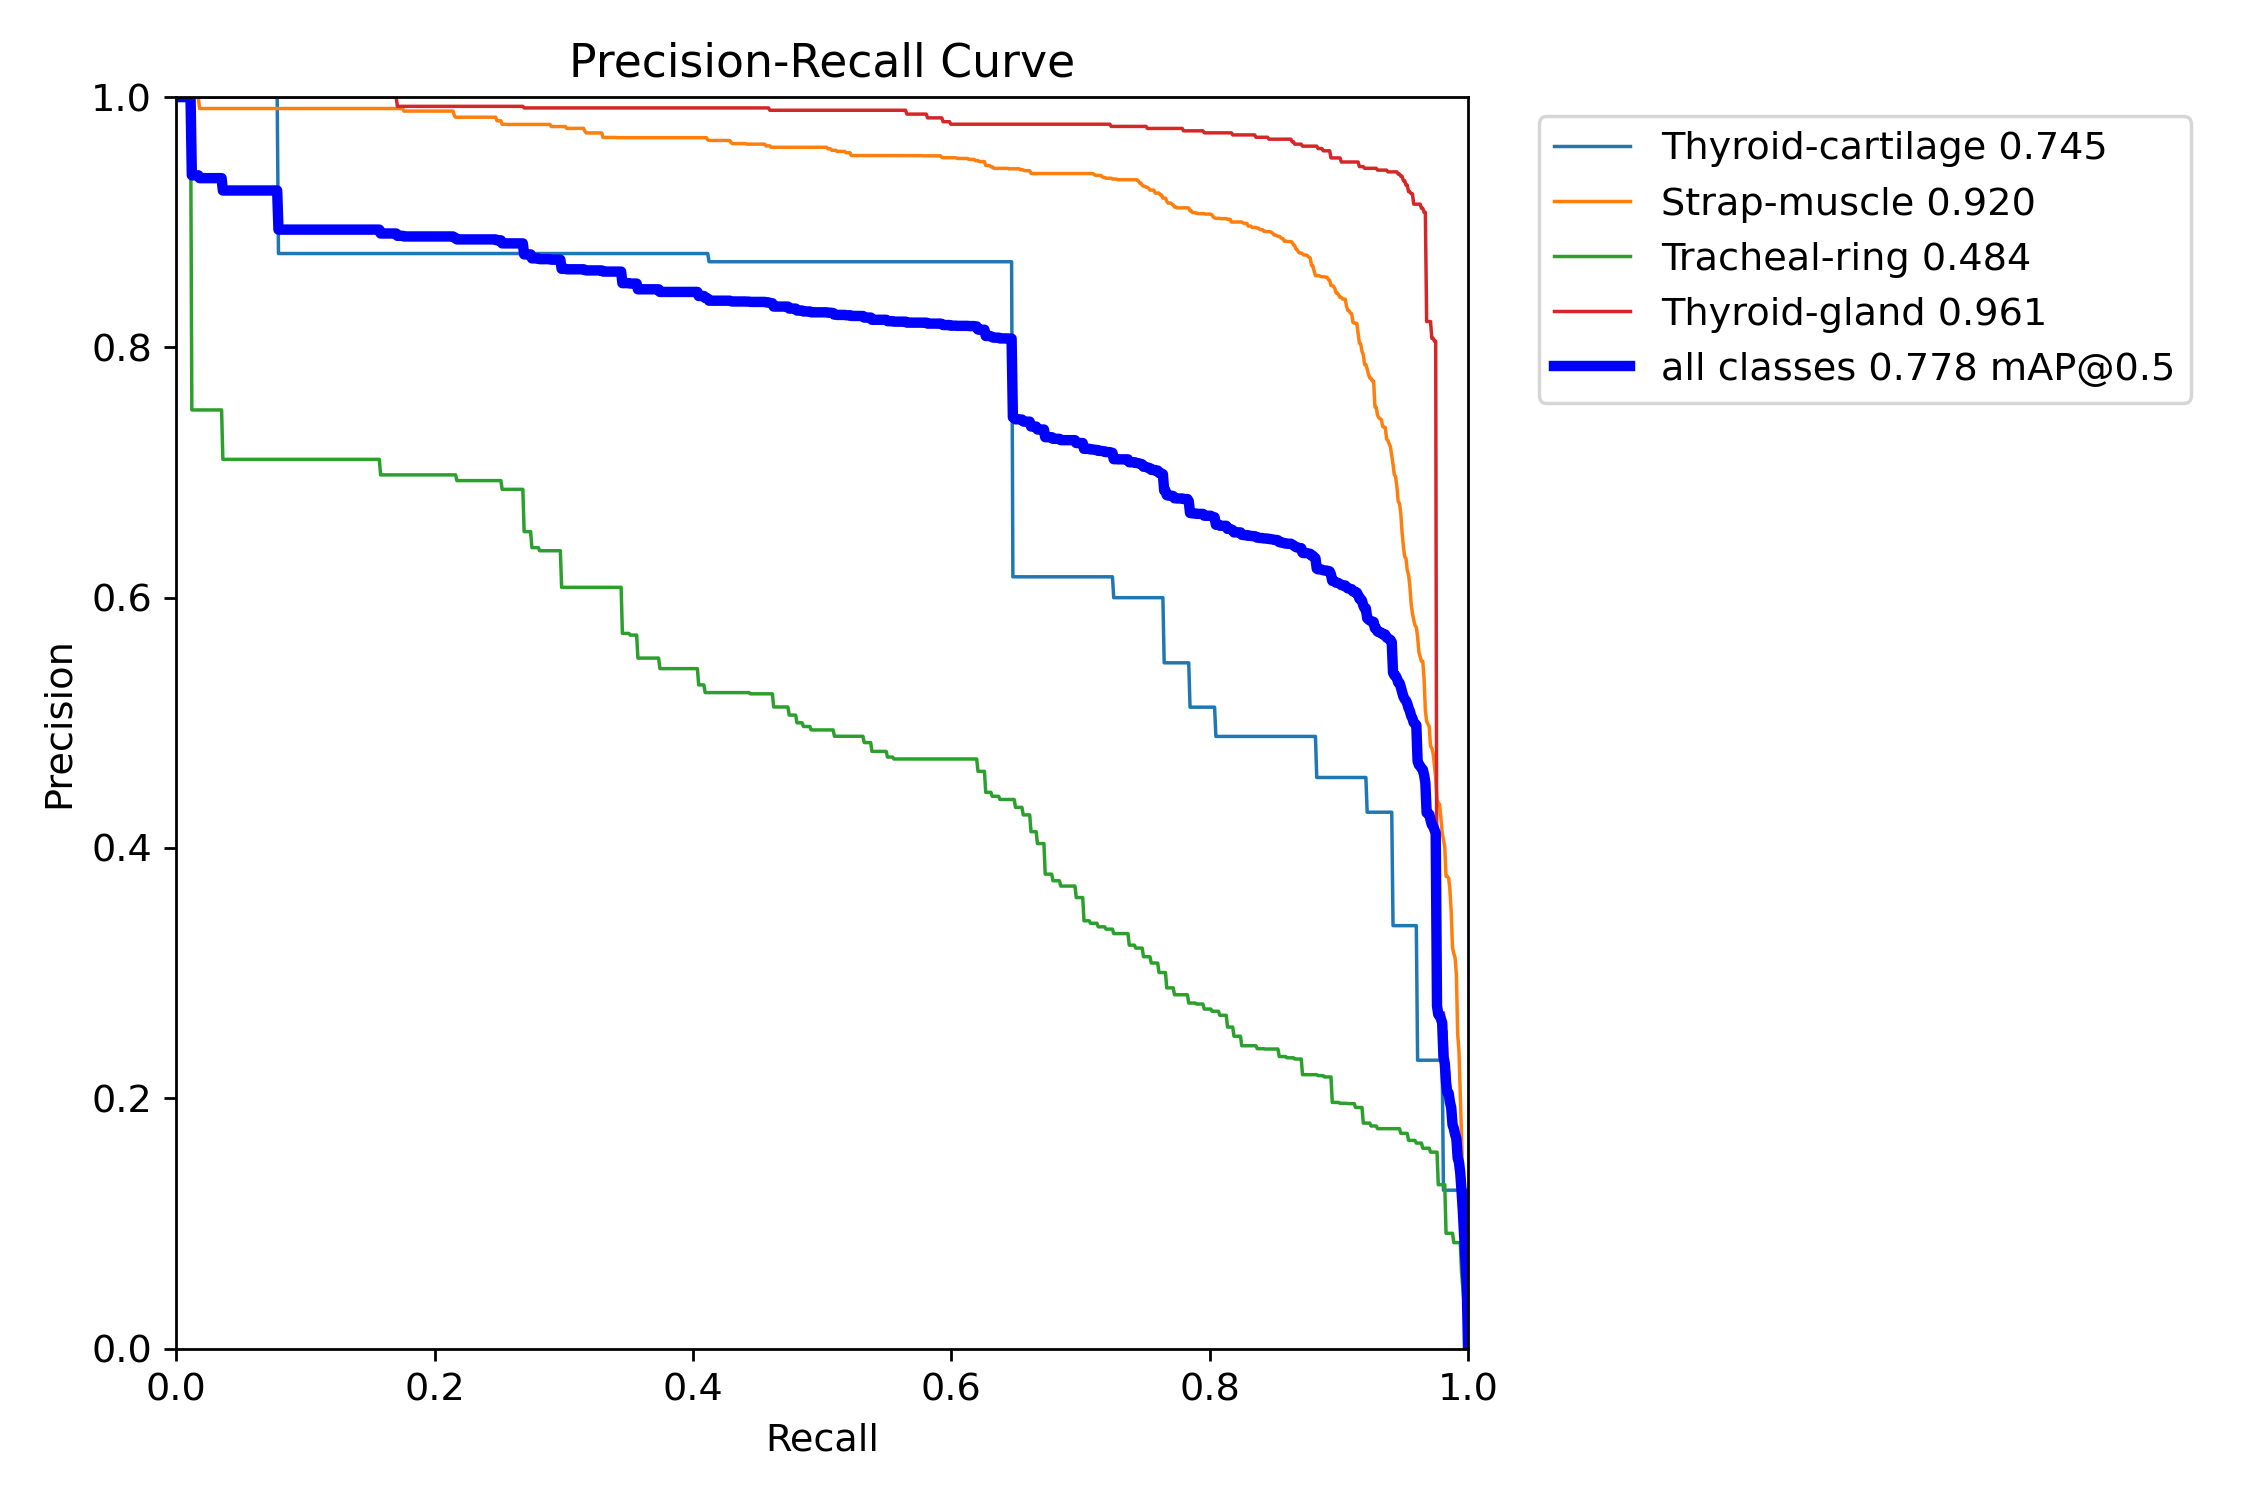 Precision-Recall Curve
1.0
0.8
0.6
0.4
0.2
0.0
Precision
0.0 0.2 0.4 0.6 0.8 1.0
Recall
Thyroid-cartilage 0.745
Strap-muscle 0.920
Tracheal-ring 0.484
Thyroid-gland 0.961
all classes 0.778 mAP@0.5